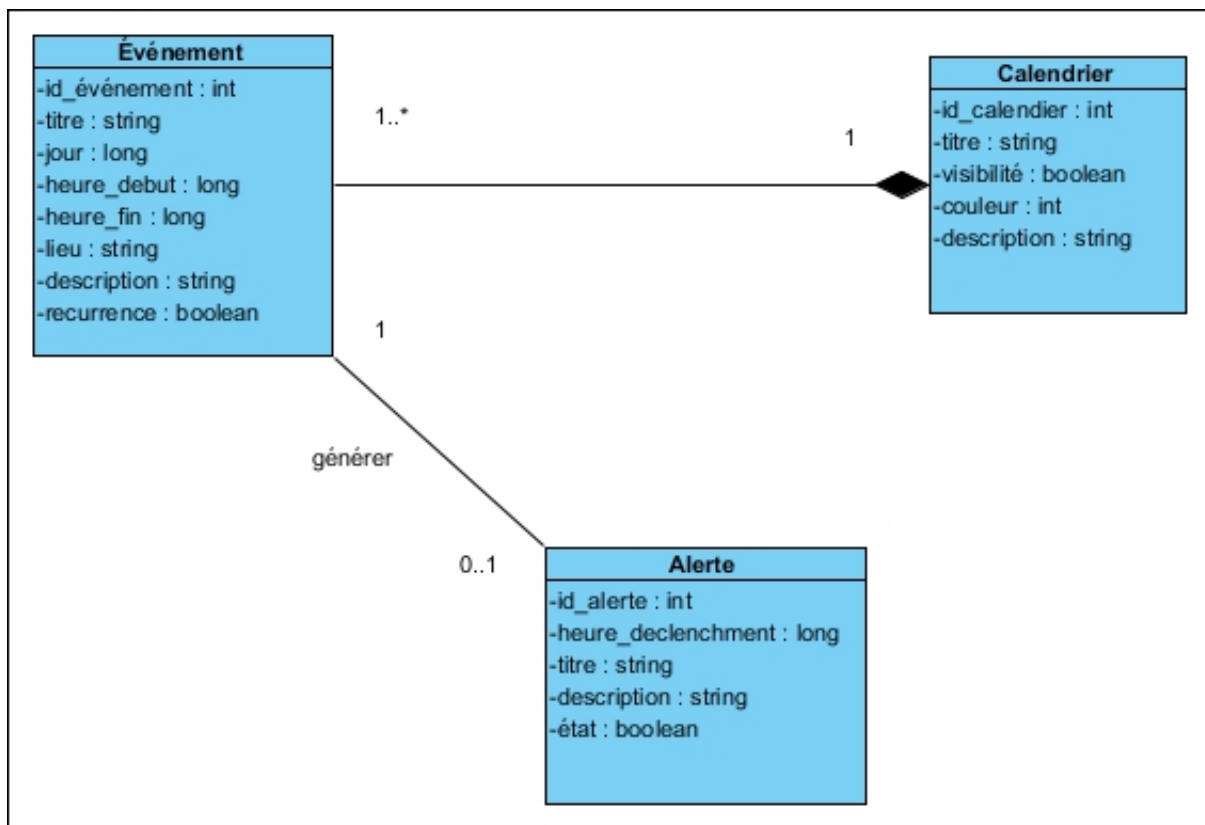 Événement
-id_événement : int
-titre : string
-jour : long
-heure_debut : long
-heure_fin : long
-lieu : string
-description : string
-recurrence : boolean
1..*
1
Calendrier
-id_calendier : int
-titre : string
-visibilité : boolean
-couleur : int
-description : string
1
générer
0..1
Alerte
-id_alerte : int
-heure_declenchment : long
-titre : string
-description : string
-état : boolean